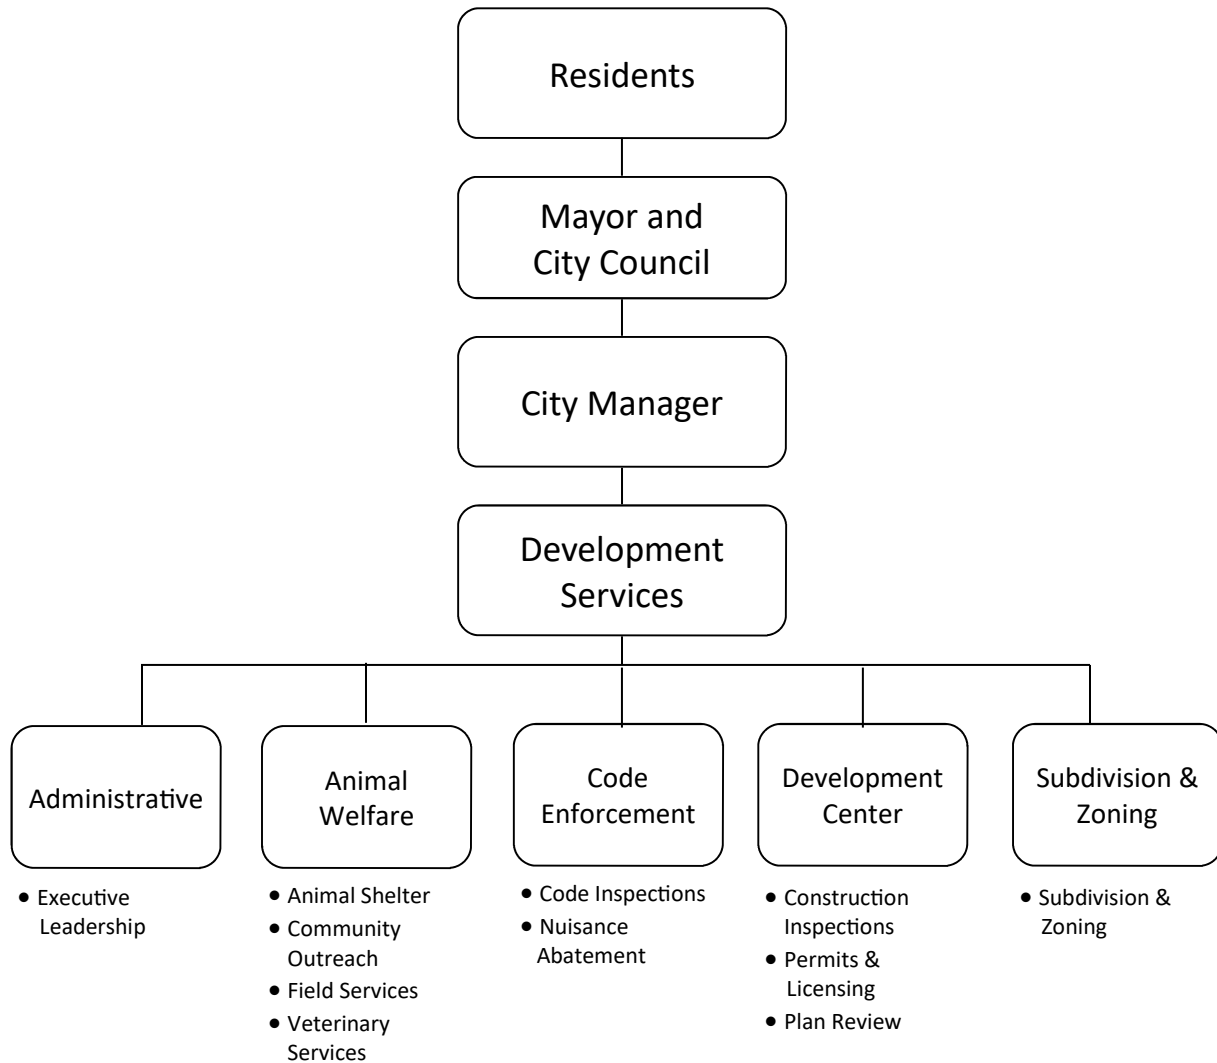 Residents
Mayor and
City Council
City Manager
Development
Services
Administrative
• Executive
Leadership
Animal
Welfare
• Animal Shelter
• Community
Outreach
• Field Services
• Veterinary
Services
Code
Enforcement
• Code Inspections
• Nuisance
Abatement
Development
Center
• Construction
Inspections
• Permits &
Licensing
• Plan Review
Subdivision &
Zoning
• Subdivision &
Zoning